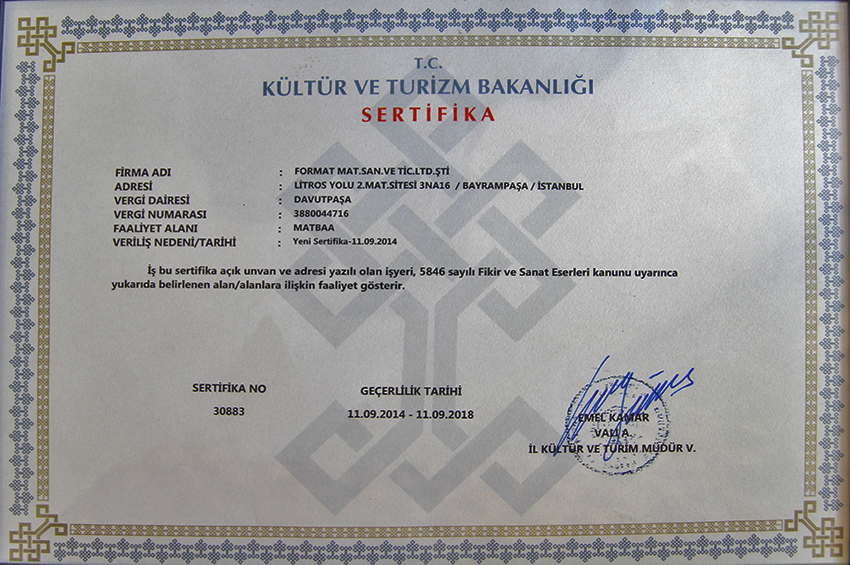 T.C.
KÜLTÜR VE TURİZM BAKANLIĞI
SERTİFİKA
FİRMA ADI : FORMAT MAT.SAN.VE TİC.LTD.ŞTİ
ADRESİ : LİTROS YOLU 2.MAT.SİTESİ 3NA16 / BAYRAMPAŞA / İSTANBUL
VERGİ DAİRESİ : DAVUTPAŞA
VERGİ NUMARASI : 3880044716
FAALİYET ALANI : MATBAA
VERİLİŞ NEDENİ/TARİHİ : Yeni Sertifika-11.09.2014
İş bu sertifika açık unvan ve adresi yazılı olan işyeri, 5846 sayılı Fikir ve Sanat Eserleri kanunu uyarınca
yukarıda belirlenen alan/alanlara ilişkin faaliyet gösterir.
SERTİFİKA NO
30883
GEÇERLİLİK TARİHİ
11.09.2014 - 11.09.2018
EMEL KAMAR
VALİ A.
İL KÜLTÜR VE TURİM MÜDÜR V.